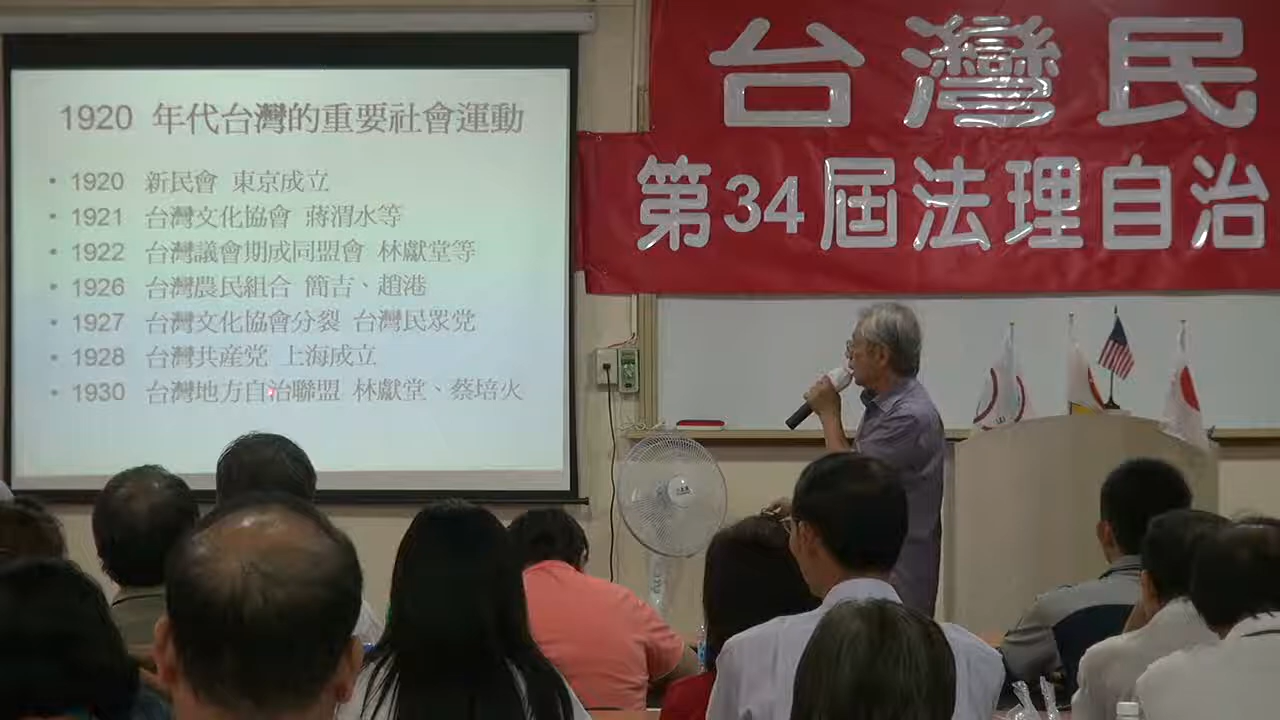 1920 年代台灣的重要社會運動
• 1920 新民會 東京成立
• 1921 台灣文化協會 蔣渭水等
• 1922 台灣議會期成同盟會 林獻堂等
• 1926 台灣農民組合 簡吉、趙港
• 1927 台灣文化協會分裂 台灣民眾党
• 1928 台灣共產党 上海成立
• 1930 台灣地方自治聯盟 林獻堂、蔡培火
台灣民
第34屆法理自治